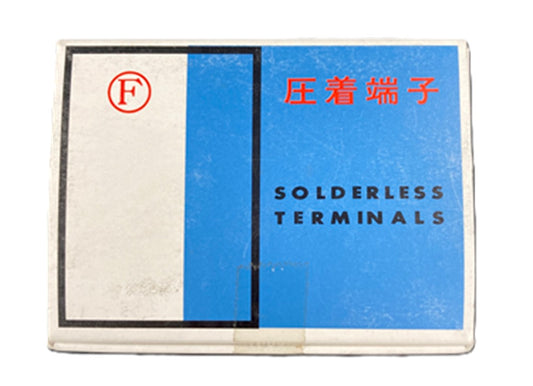 Ⓕ
圧着端子
SOLDERLESS
TERMINALS